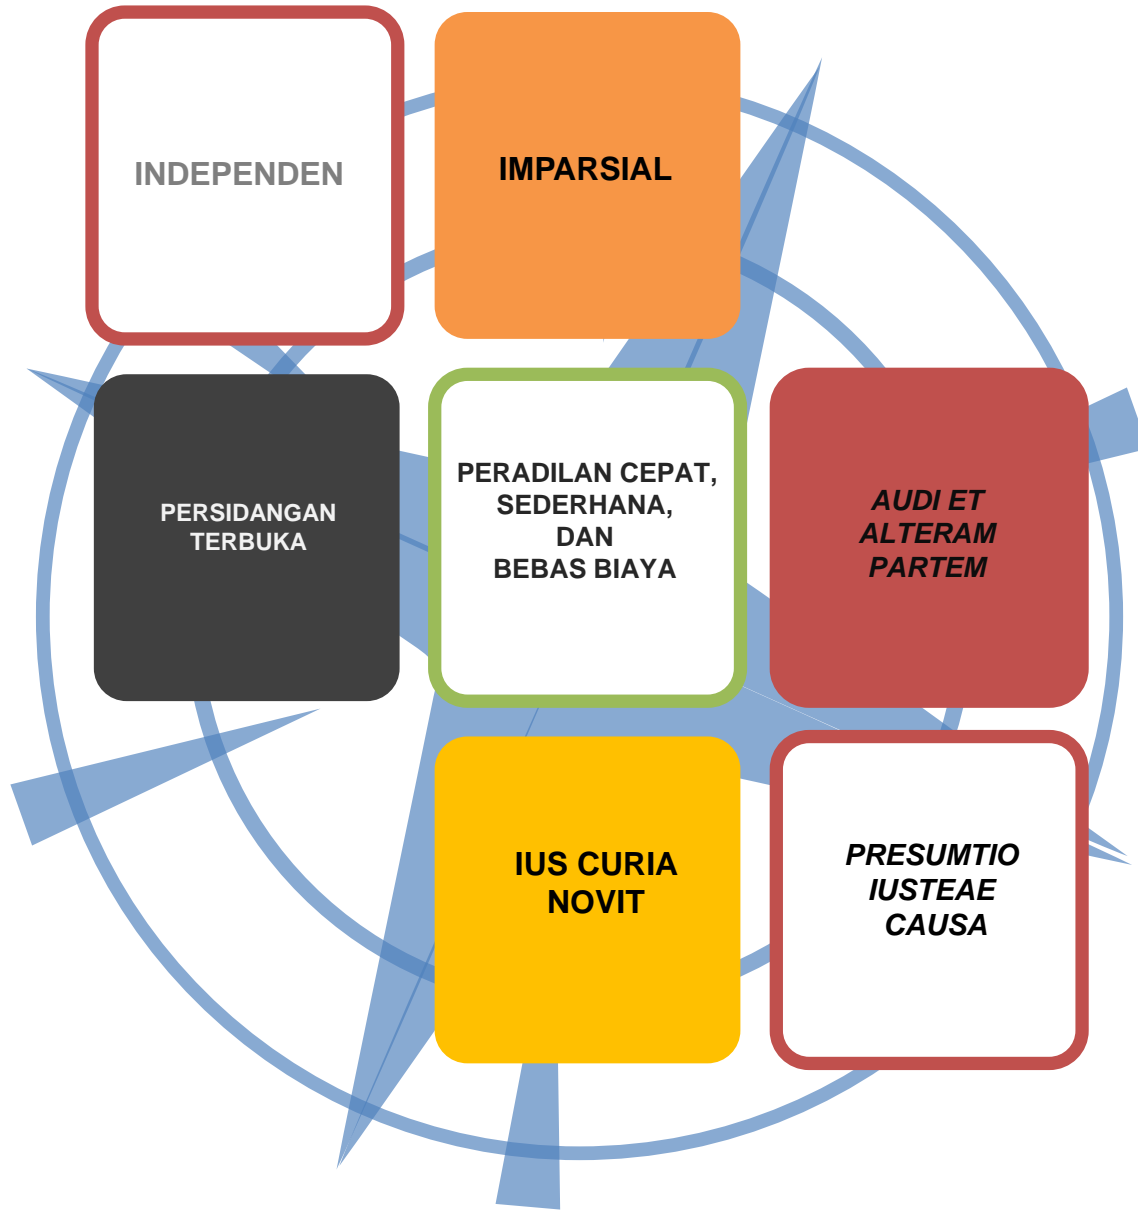 INDEPENDEN
IMPARSIAL
PERSIDANGAN
TERBUKA
PERADILAN CEPAT,
SEDERHANA,
DAN
BEBAS BIAYA
AUDI ET
ALTERAM
PARTEM
IUS CURIA
NOVIT
PRESUMTIO
IUSTEAE
CAUSA